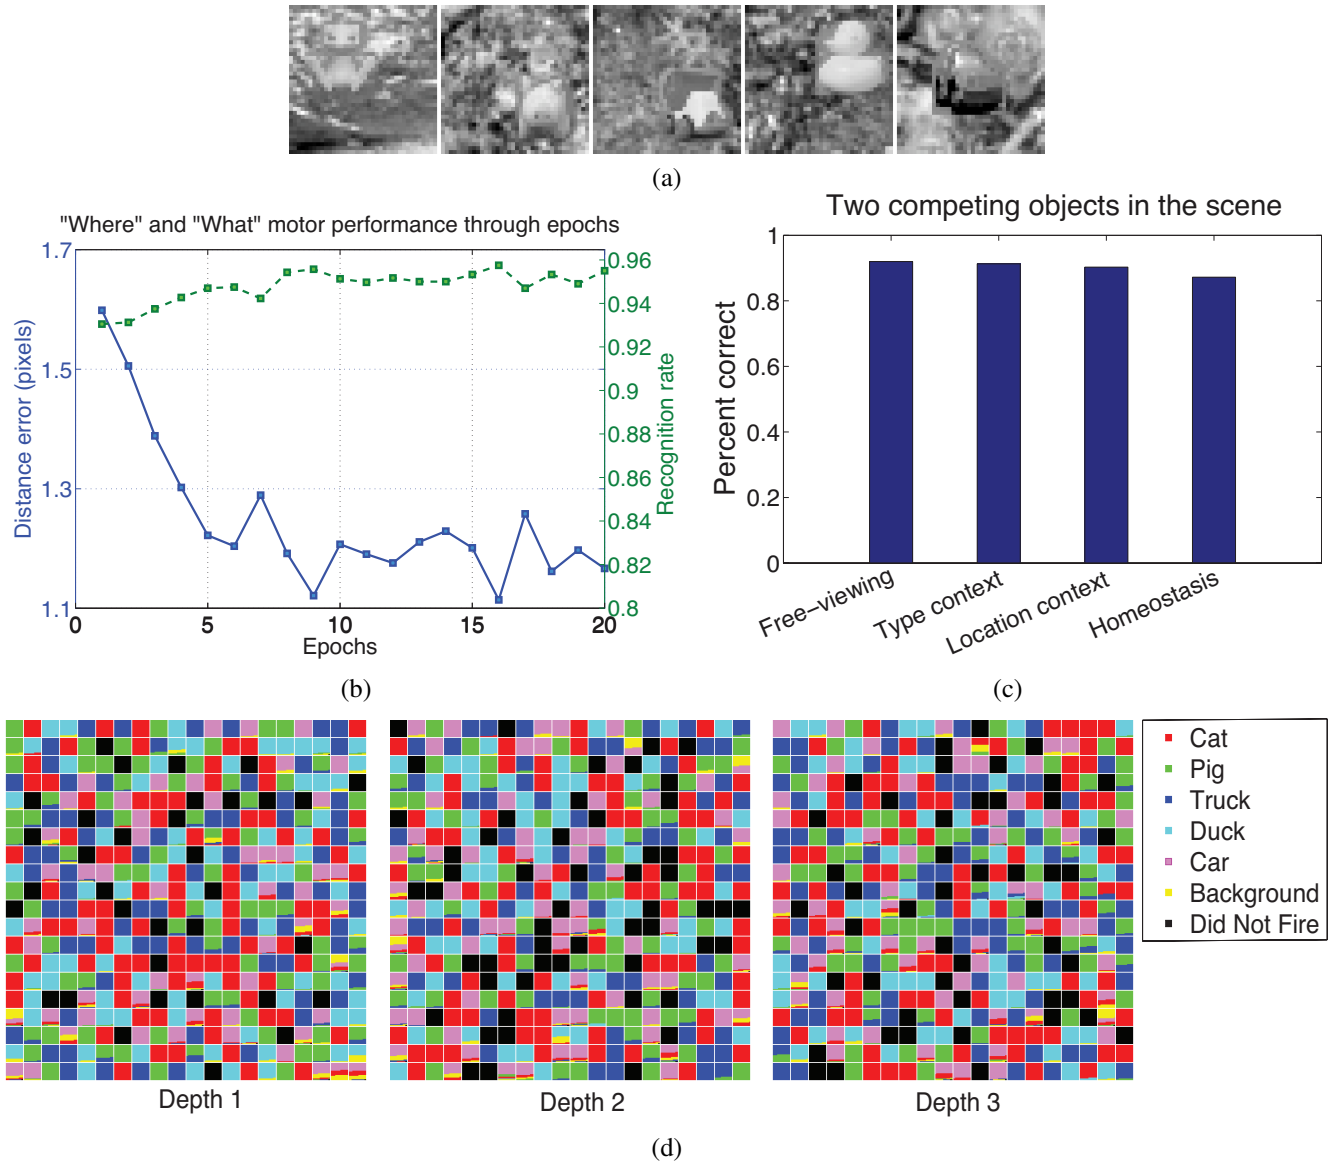 (a)
"Where" and "What" motor performance through epochs
1.7
1.5
1.3
1.1
Distance error (pixels)
0.96
0.94
0.92
0.9
0.88
0.86
0.84
0.82
0.8
Recognition rate
0 5 10 15 20
Epochs
(b)
Two competing objects in the scene
1
0.8
0.6
0.4
0.2
0
Percent correct
Free-viewing
Type context
Location context
Homeostasis
(c)
Cat
Pig
Truck
Duck
Car
Background
Did Not Fire
Depth 1
Depth 2
Depth 3
(d)